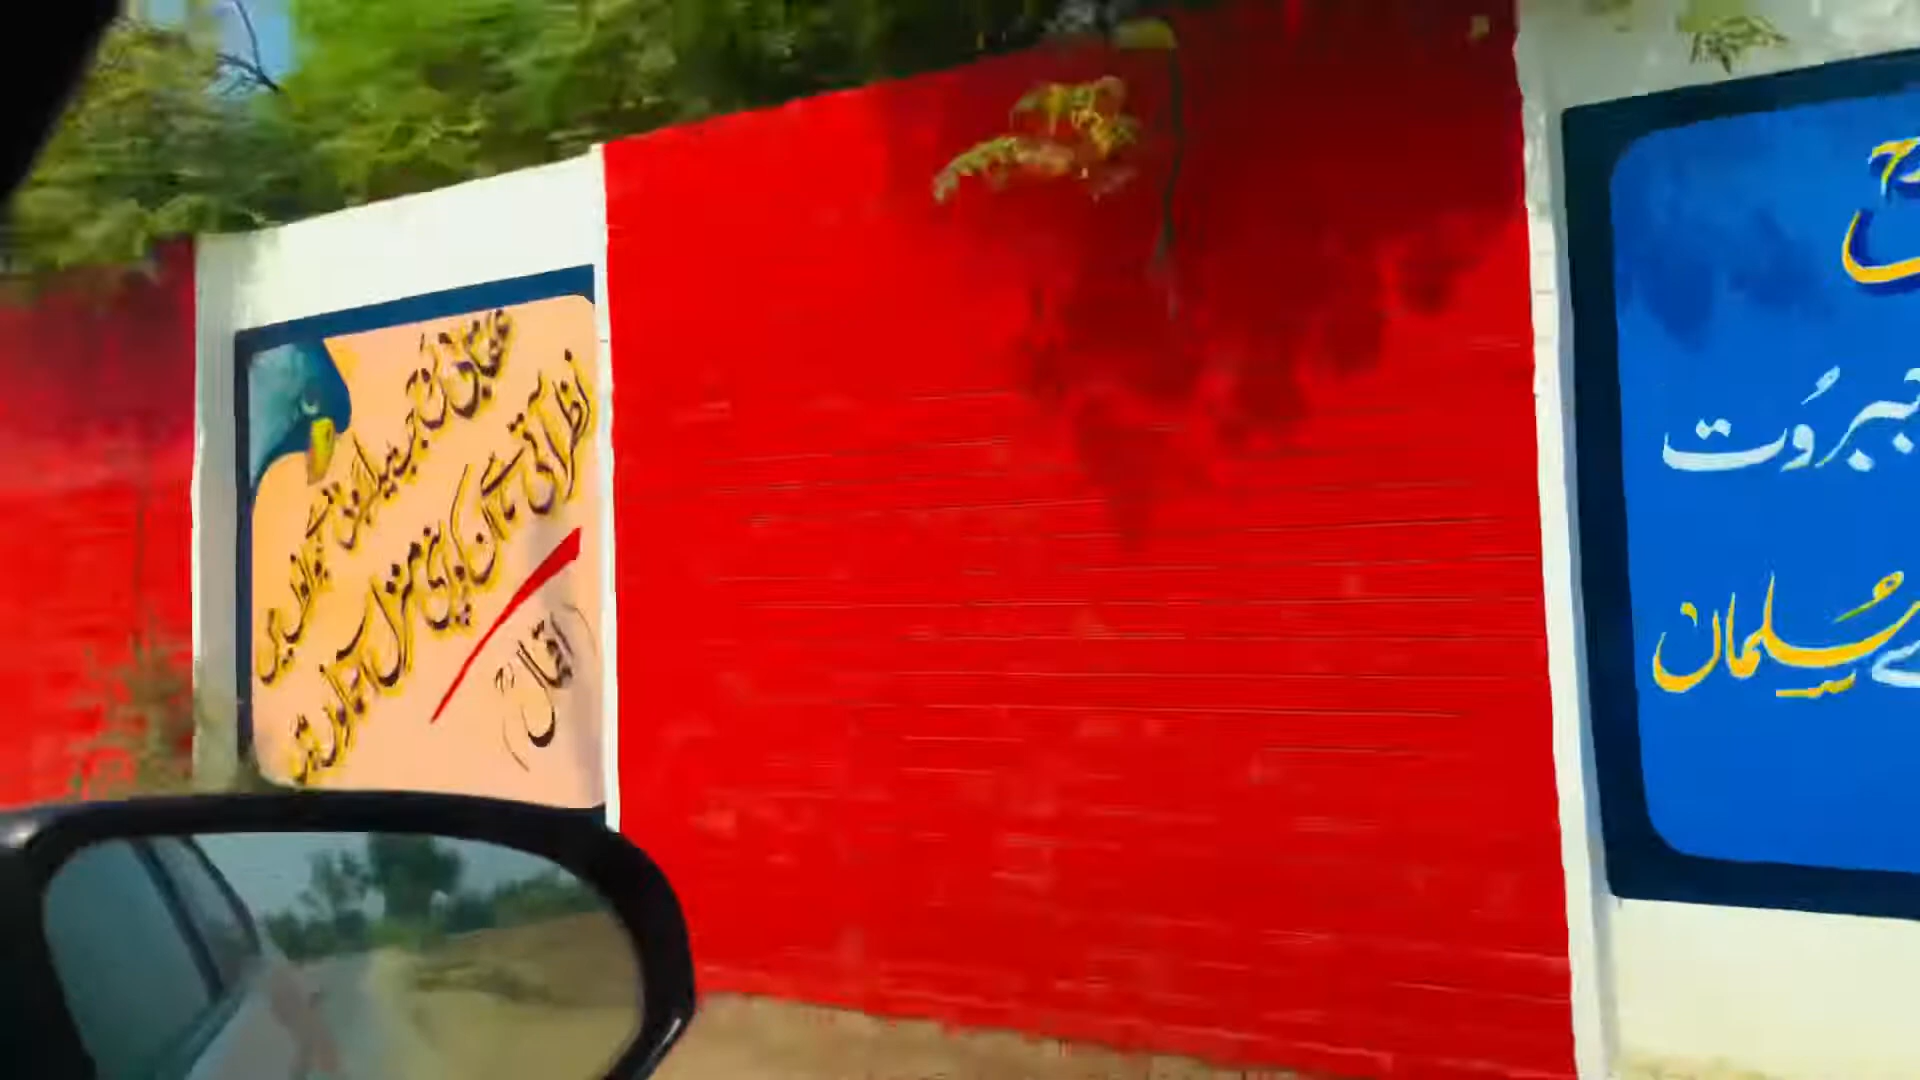 عقابی روح جب بیدار ہوتی ہے جوانوں میں
نظر آتی ہے ان کو اپنی منزل آسمانوں میں
اقبالؒ
جبروت
مُسلمان